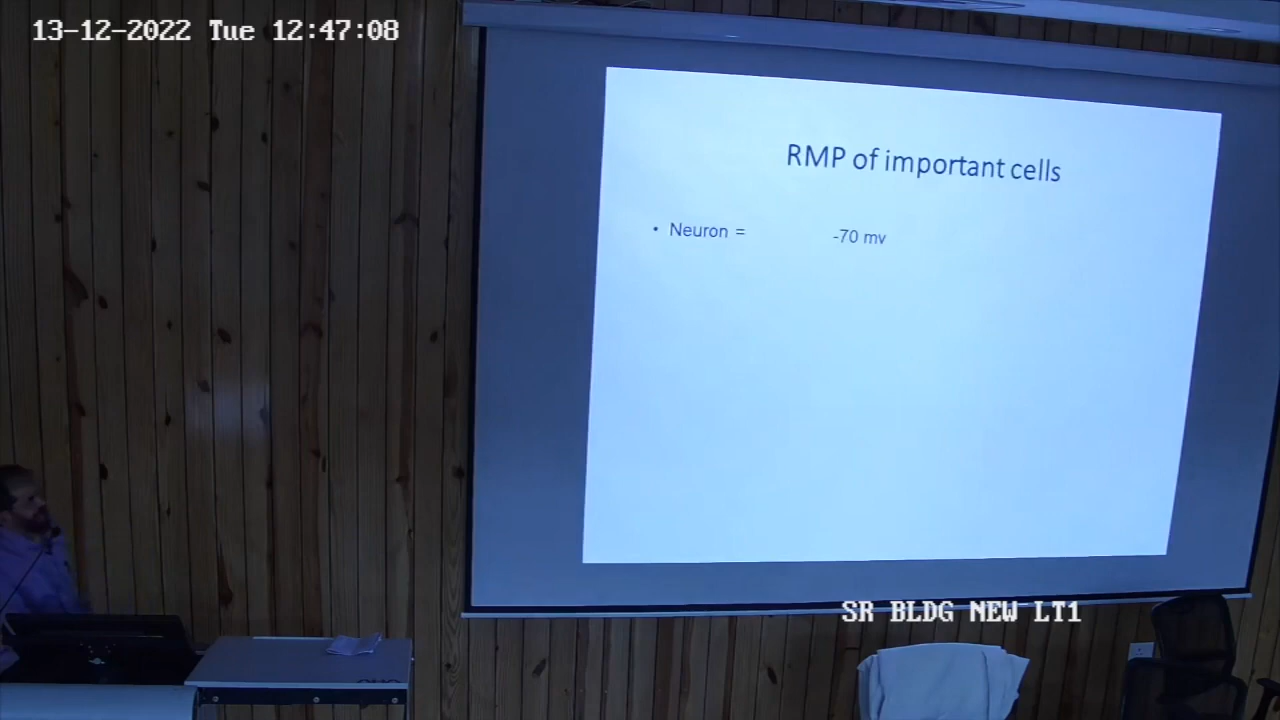 13-12-2022 Tue 12:47:08
RMP of important cells
• Neuron = -70 mv
SR BLDG NEW LT1